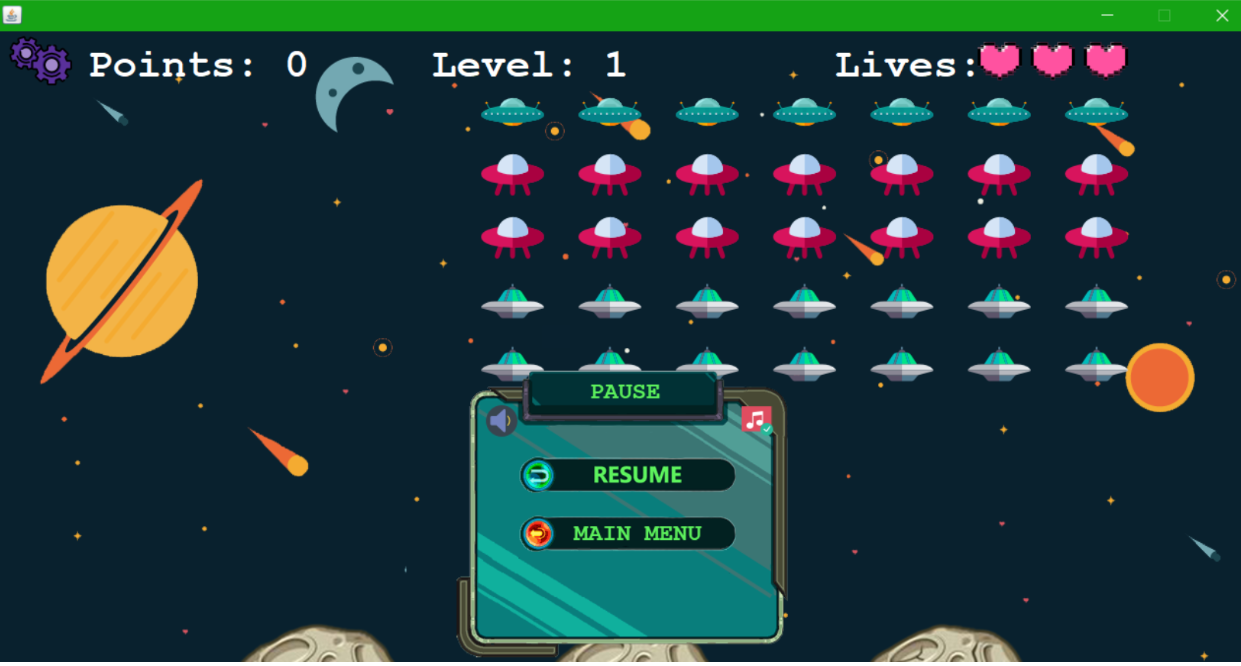 Points: 0
Level: 1
Lives:
PAUSE
RESUME
MAIN MENU